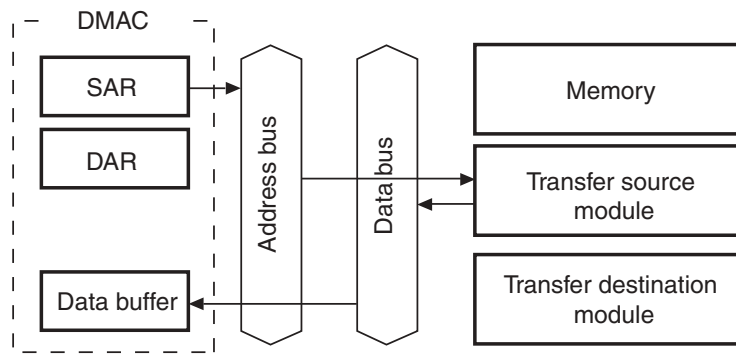 DMAC
SAR
DAR
Data buffer
Address bus
Data bus
Memory
Transfer source
module
Transfer destination
module